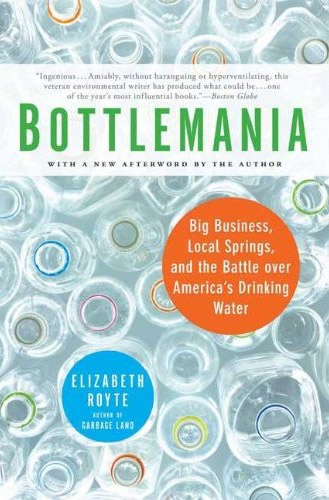 "Ingenious . . . Amiably, without haranguing or hyperventilating, this
veteran environmental writer has produced what could be . . . one
of the year's most influential books."—Boston Globe
BOTTLEMANIA
WITH A NEW AFTERWORD BY THE AUTHOR
Big Business,
Local Springs,
and the Battle over
America's Drinking
Water
ELIZABETH
ROYTE
AUTHOR OF
GARBAGE LAND